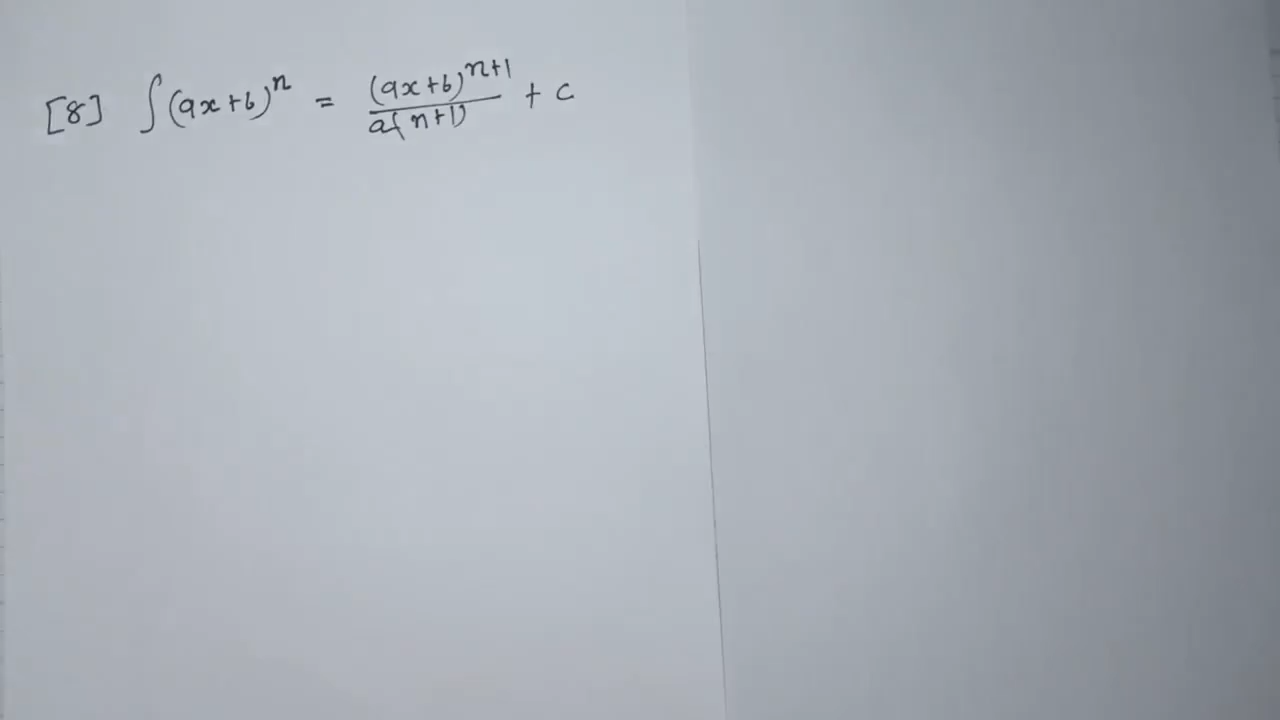 [8] ∫(ax+b)^n = (ax+b)^{n+1} / a(n+1) + c